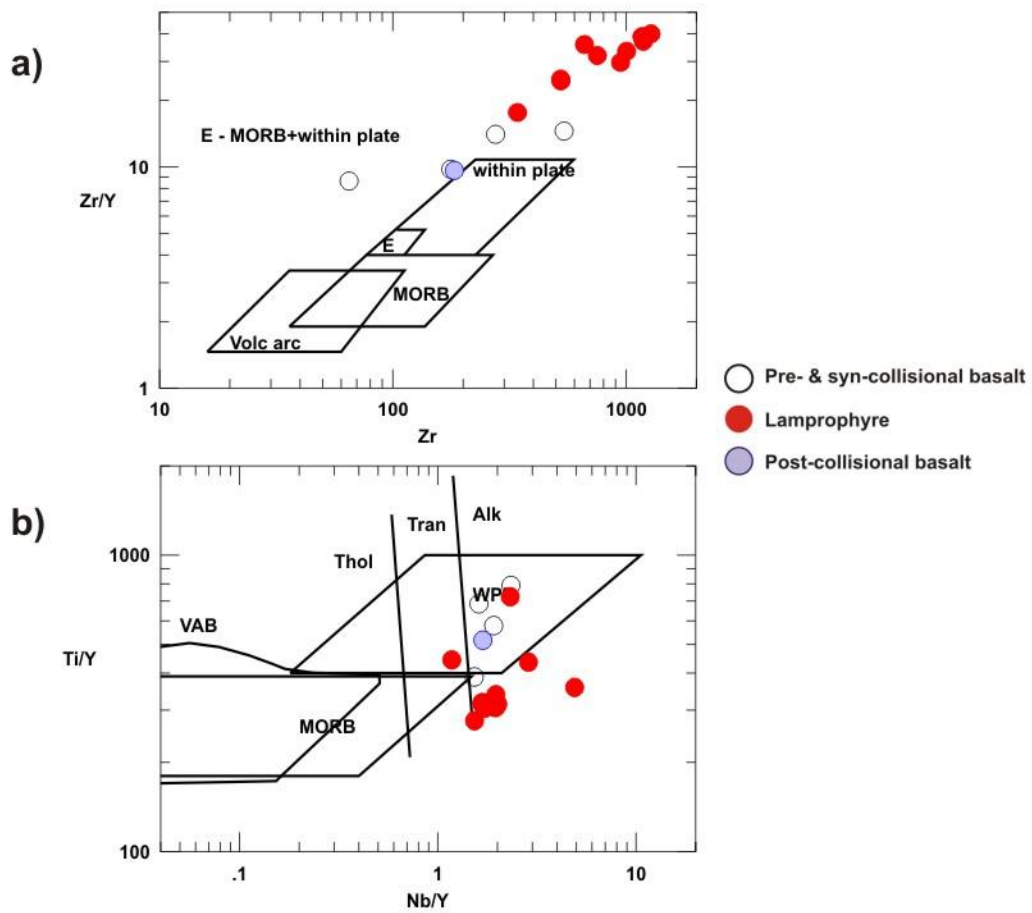 a)
E - MORB+within plate
10
within plate
Zr/Y
E
MORB
Volc arc
1
10
100
1000
Zr
Pre- & syn-collisional basalt
Lamprophyre
Post-collisional basalt
b)
Alk
Tran
Thol
1000
WP
VAB
Ti/Y
MORB
100
.1
1
10
Nb/Y